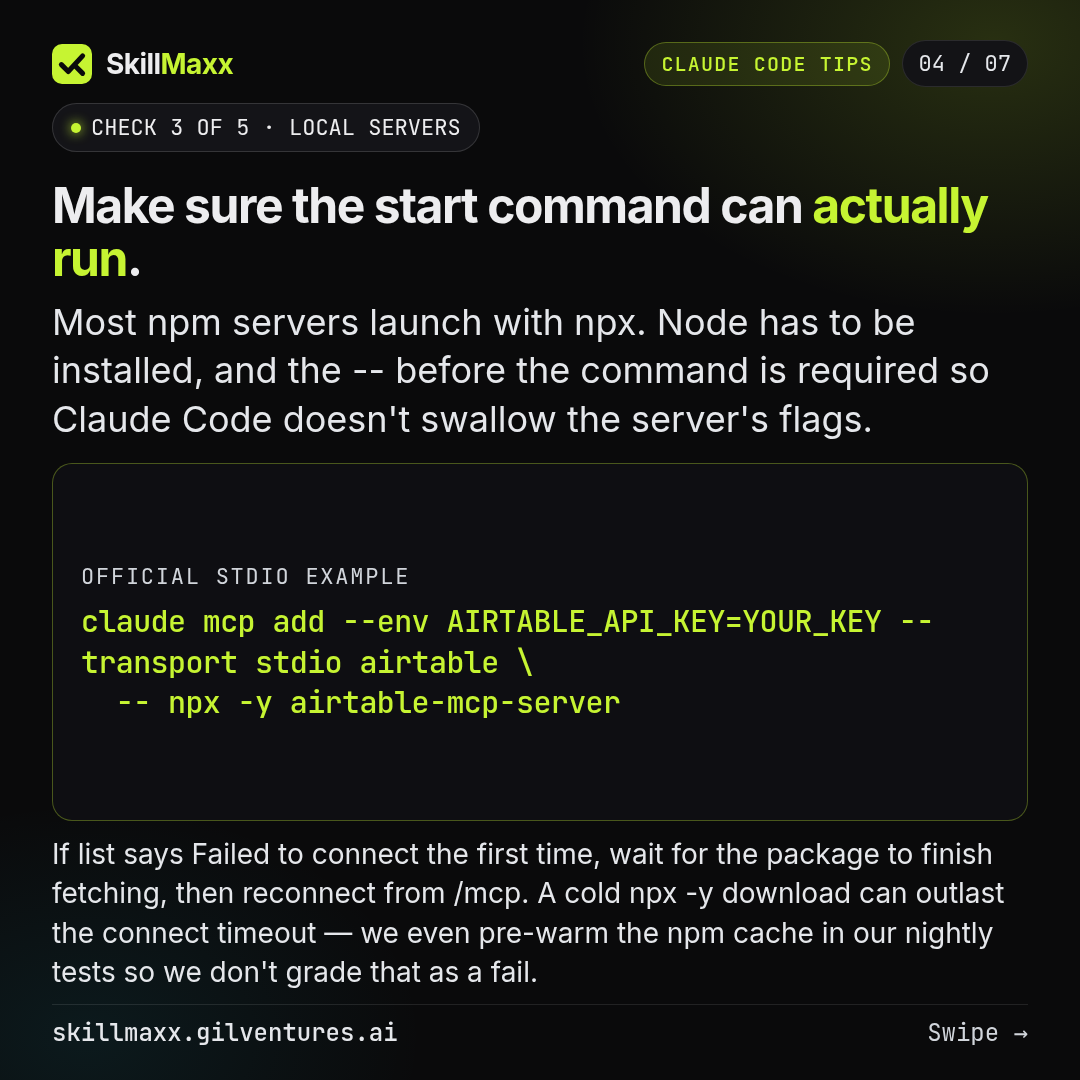 SkillMaxx
CLAUDE CODE TIPS
04 / 07
CHECK 3 OF 5 · LOCAL SERVERS
Make sure the start command can actually
run.
Most npm servers launch with npx. Node has to be
installed, and the -- before the command is required so
Claude Code doesn't swallow the server's flags.
OFFICIAL STDIO EXAMPLE
claude mcp add --env AIRTABLE_API_KEY=YOUR_KEY --
transport stdio airtable \
  -- npx -y airtable-mcp-server
If list says Failed to connect the first time, wait for the package to finish
fetching, then reconnect from /mcp. A cold npx -y download can outlast
the connect timeout — we even pre-warm the npm cache in our nightly
tests so we don't grade that as a fail.
skillmaxx.gilventures.ai
Swipe →